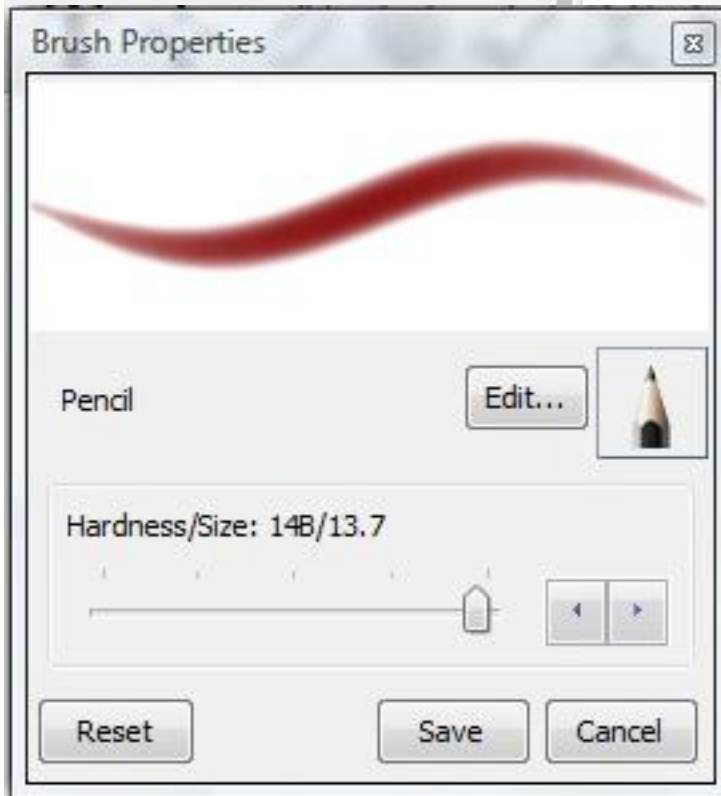 Brush Properties
Pencil
Edit...
Hardness/Size: 14B/13.7
Reset
Save
Cancel